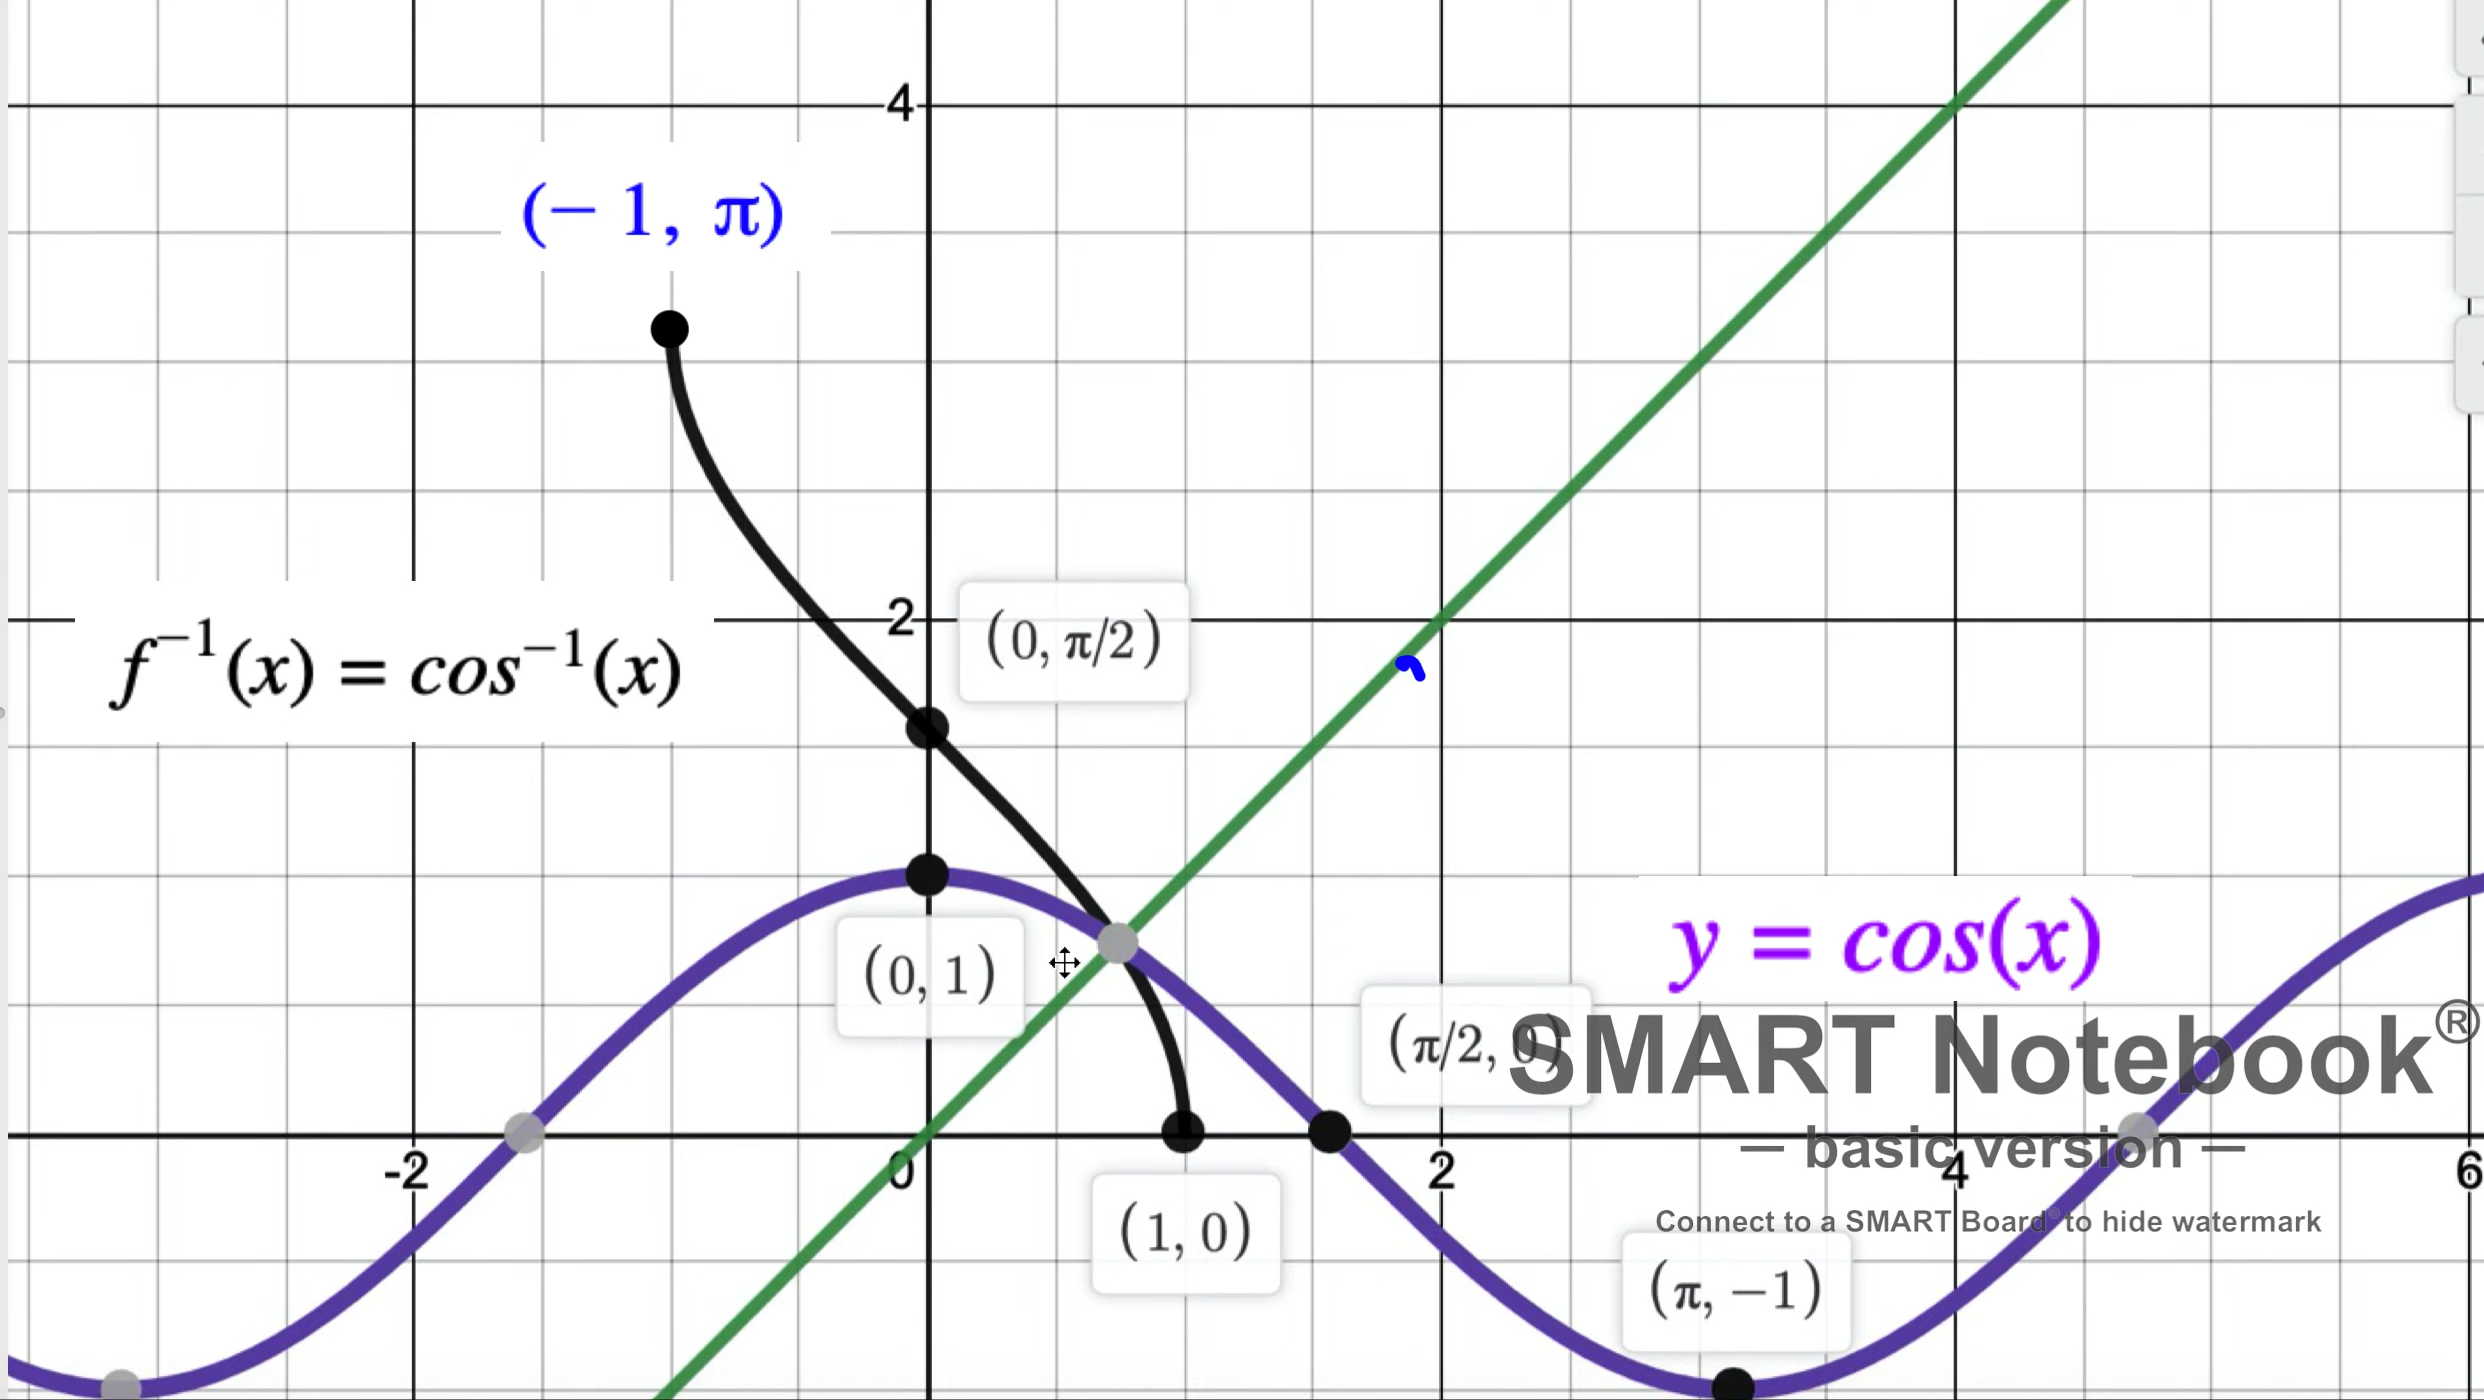 4
(− 1, π)
2
(0, π/2)
f⁻¹(x) = cos⁻¹(x)
(0, 1)
y = cos(x)
(π/2, 0)
SMART Notebook®
— basic version —
-2
0
2
4
6
(1, 0)
Connect to a SMART Board® to hide watermark
(π, −1)